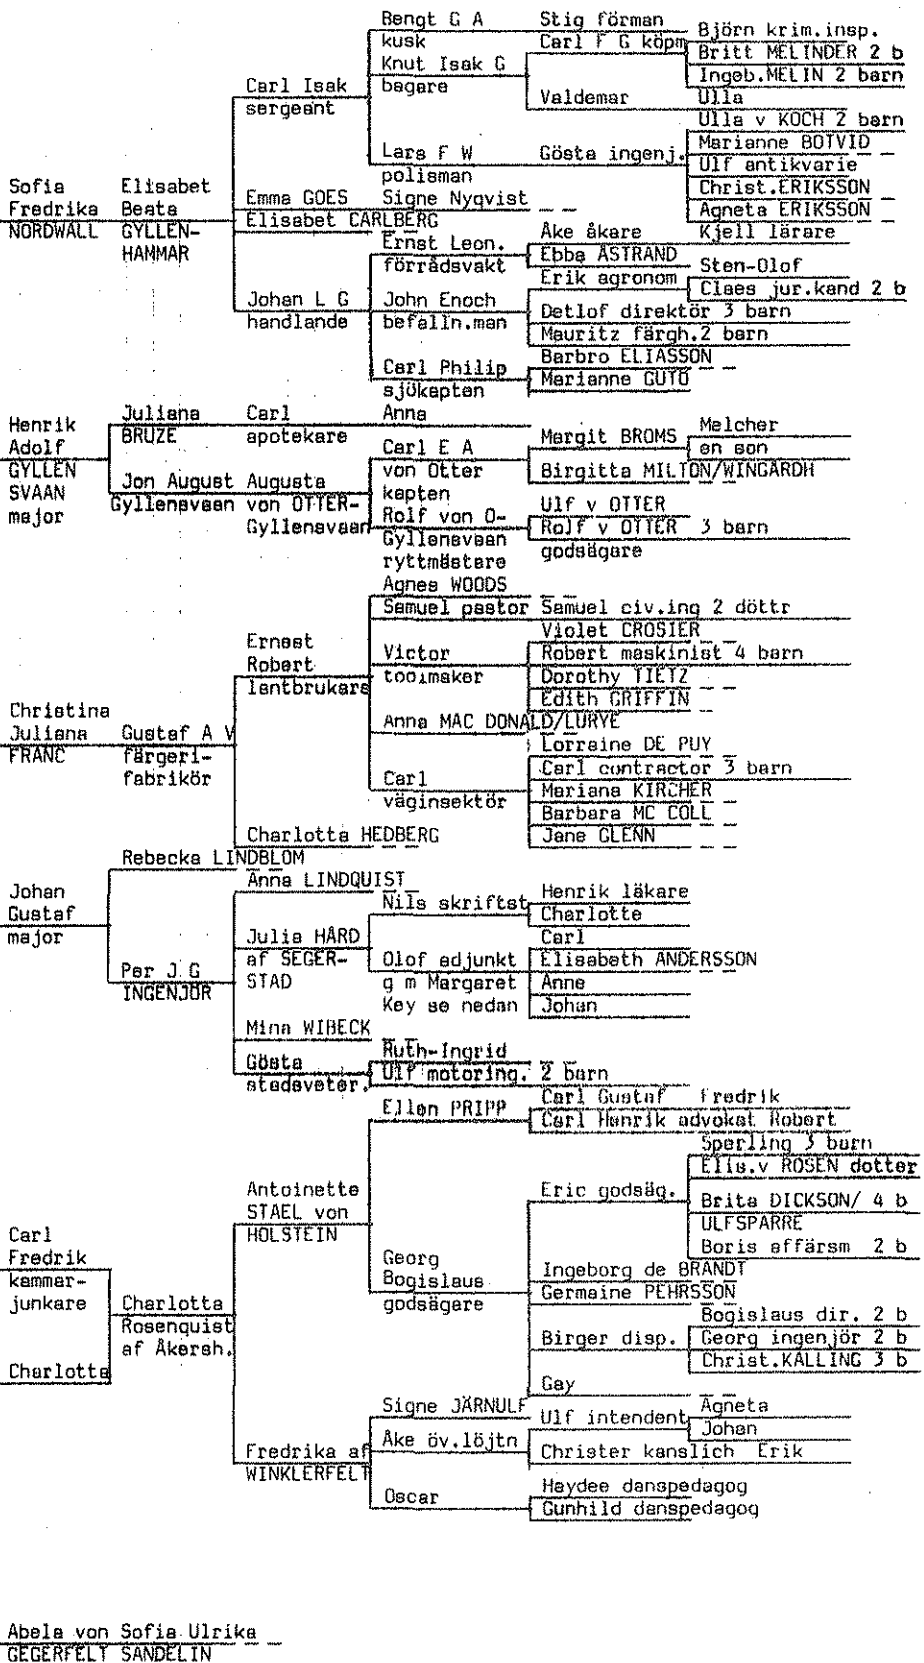 Bengt G A Stig förman
Björn krim.insp.
kusk Carl F G köpm
Britt MELINDER 2 b
Knut Isak G
Ingeb.MELIN 2 barn
Carl Isak bagare Valdemar Ulla
sergeant
Ulla v KOCH 2 barn
Marianne BOTVID
Lars F W Gösta ingenj.
Ulf antikvarie
polisman
Sofia Elisabet
Christ.ERIKSSON
Fredrika Beata Emma GOES Signe Nyqvist
Agneta ERIKSSON
NORDWALL GYLLEN- Elisabet CARLBERG
HAMMAR
Åke åkare Kjell lärare
Ernst Leon.
Ebba ÅSTRAND
förrådsvakt
Sten-Olof
Erik agronom
Claes jur.kand 2 b
Johan L G John Enoch
handlande befalln.man
Detlof direktör 3 barn
Mauritz färgh.2 barn
Barbro ELIASSON
Carl Philip
Marianne GUTO
sjökapten
Juliana Carl Anna
Henrik BRUZE apotekare
Melcher
Adolf
Margit BROMS
GYLLEN Carl E A
en son
SVAAN von Otter
Birgitta MILTON/WINGÅRDH
major Jon August Augusta kapten
Gyllensvaan von OTTER-
Ulf v OTTER
Gyllensvaan Rolf von O-
Rolf v OTTER 3 barn
Gyllensvaan
godsägare
ryttmästare
Agnes WOODS
Samuel pastor Samuel civ.ing 2 döttr
Violet CROSIER
Ernest Victor
Robert maskinist 4 barn
Robert toolmaker
Dorothy TIETZ
lantbrukare
Edith GRIFFIN
Christina Anna MAC DONALD/LURYE
Juliana Gustaf A V
Lorraine DE PUY
FRANC färgeri-
Carl contractor 3 barn
fabrikör Carl
Mariana KIRCHER
väginsektör
Barbara MC COLL
Charlotta HEDBERG
Jane GLENN
Rebecka LINDBLOM
Anna LINDQUIST
Johan Nils skriftst
Henrik läkare
Gustaf
Charlotte
major Julia HÅRD
Carl
af SEGER- Olof adjunkt
Elisabeth ANDERSSON
Per J G STAD g m Margaret
Anne
INGENJÖR Key se nedan
Johan
Mina WIBECK
Ruth-Ingrid
Gösta
Ulf motoring. 2 barn
stadsveter.
Carl Gustaf Fredrik
Ellen PRIPP
Carl Henrik advokat Robert
Sperling 3 barn
Elis.v ROSEN dotter
Antoinette Eric godsäg.
Brita DICKSON/ 4 b
STAEL von
ULFSPARRE
HOLSTEIN
Boris affärsm 2 b
Carl
Fredrik Georg
Ingeborg de BRANDT
kammar- Bogislaus
Germaine PEHRSSON
junkare Charlotta godsägare
Bogislaus dir. 2 b
Rosenquist Birger disp.
Georg ingenjör 2 b
af Åkersh.
Christ.KALLING 3 b
Charlotta
Gay
Signe JÄRNULF
Agneta
Ulf intendent
Johan
Åke öv.löjtn
Fredrika af
Christer kanslich Erik
WINKLERFELT
Haydee danspedagog
Oscar
Gunhild danspedagog
Abela von Sofia Ulrika
GEGERFELT SANDELIN